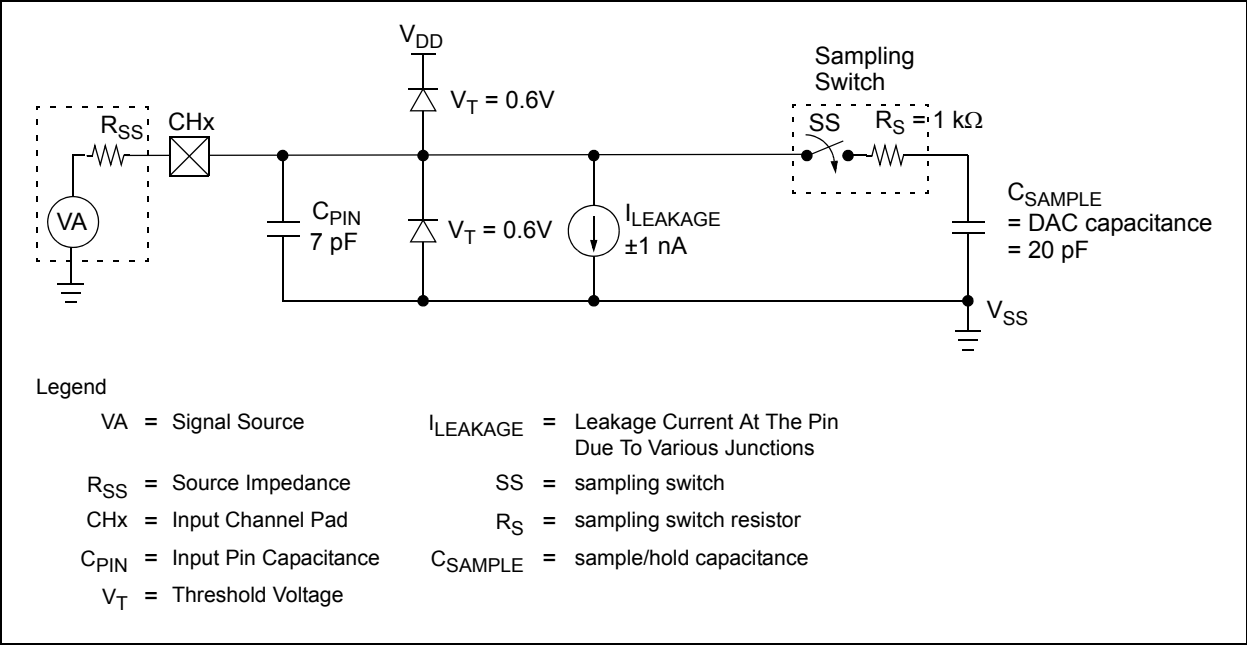 VDD
Sampling
Switch
VT = 0.6V
RSS
CHx
SS
RS = 1 kΩ
VA
CPIN
7 pF
VT = 0.6V
ILEAKAGE
±1 nA
CSAMPLE
= DAC capacitance
= 20 pF
VSS
Legend
VA = Signal Source
ILEAKAGE = Leakage Current At The Pin
Due To Various Junctions
RSS = Source Impedance
SS = sampling switch
CHx = Input Channel Pad
RS = sampling switch resistor
CPIN = Input Pin Capacitance
CSAMPLE = sample/hold capacitance
VT = Threshold Voltage